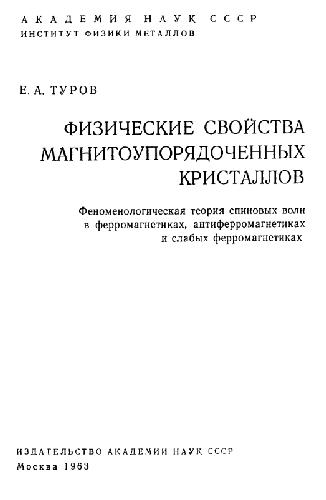 АКАДЕМИЯ НАУК СССР
ИНСТИТУТ ФИЗИКИ МЕТАЛЛОВ
Е. А. ТУРОВ
ФИЗИЧЕСКИЕ СВОЙСТВА
МАГНИТОУПОРЯДОЧЕННЫХ
КРИСТАЛЛОВ
Феноменологическая теория спиновых волн
в ферромагнетиках, антиферромагнетиках
и слабых ферромагнетиках
ИЗДАТЕЛЬСТВО АКАДЕМИИ НАУК СССР
Москва 1963